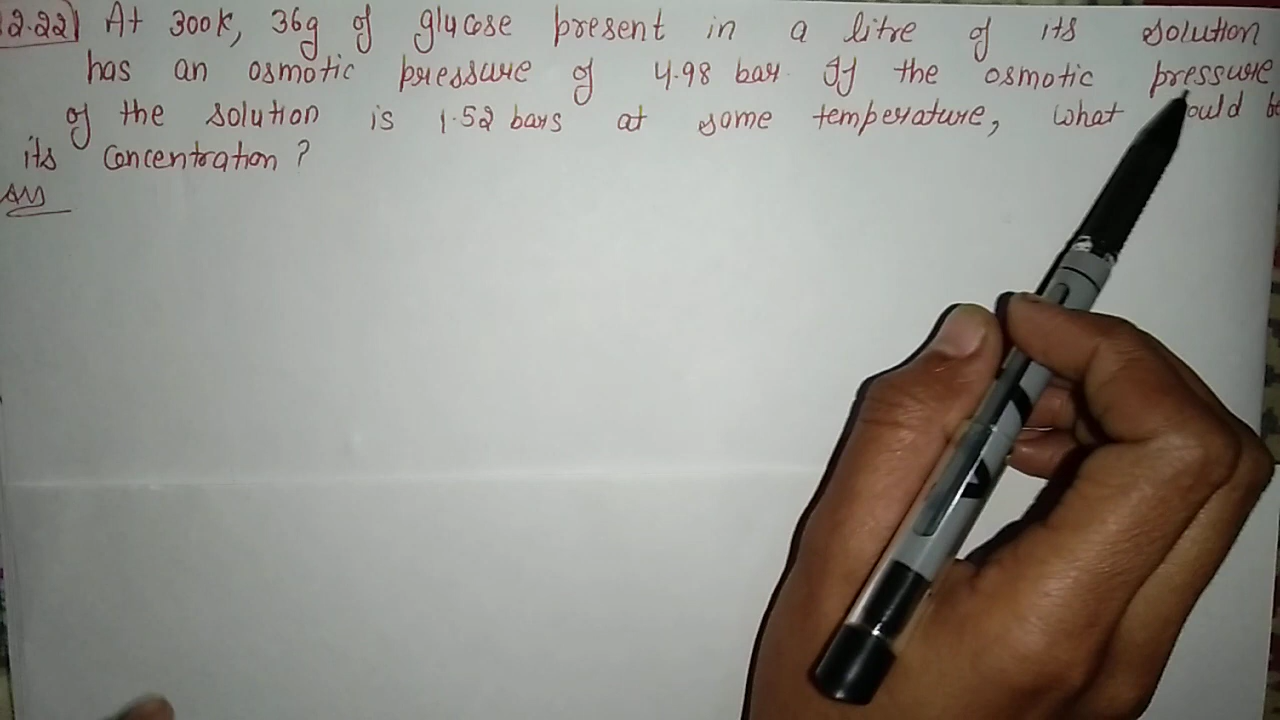 2.22) At 300K, 36g of glucose present in a litre of its solution
has an osmotic pressure of 4.98 bar. If the osmotic pressure
of the solution is 1.52 bars at same temperature, what be
its concentration?
Ans